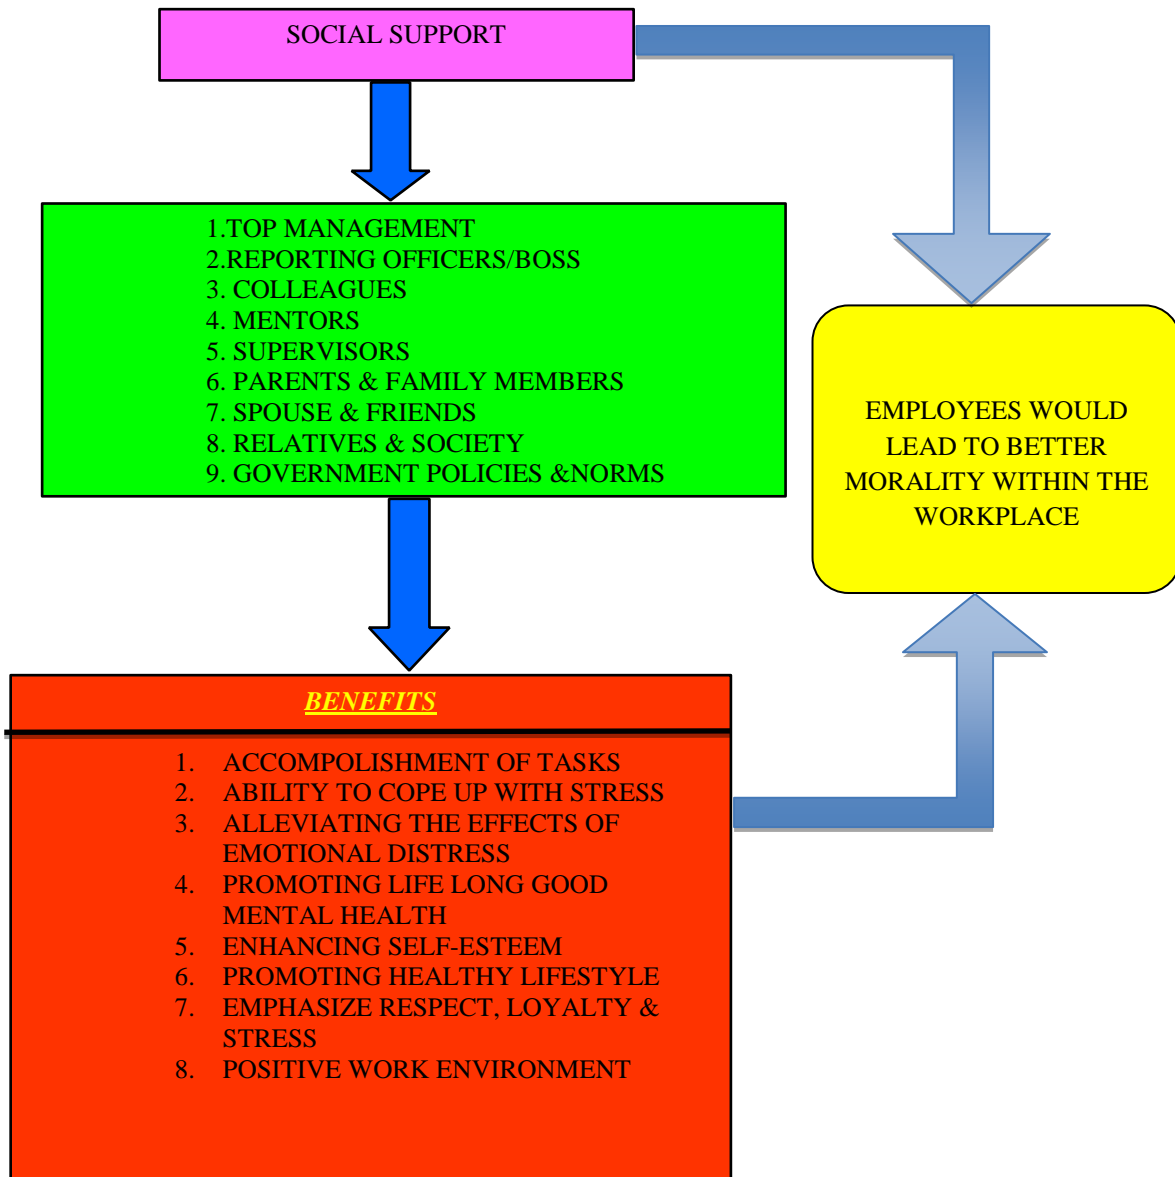 SOCIAL SUPPORT
1.TOP MANAGEMENT
2.REPORTING OFFICERS/BOSS
3. COLLEAGUES
4. MENTORS
5. SUPERVISORS
6. PARENTS & FAMILY MEMBERS
7. SPOUSE & FRIENDS
8. RELATIVES & SOCIETY
9. GOVERNMENT POLICIES &NORMS
EMPLOYEES WOULD
LEAD TO BETTER
MORALITY WITHIN THE
WORKPLACE
BENEFITS
1. ACCOMPOLISHMENT OF TASKS
2. ABILITY TO COPE UP WITH STRESS
3. ALLEVIATING THE EFFECTS OF
EMOTIONAL DISTRESS
4. PROMOTING LIFE LONG GOOD
MENTAL HEALTH
5. ENHANCING SELF-ESTEEM
6. PROMOTING HEALTHY LIFESTYLE
7. EMPHASIZE RESPECT, LOYALTY &
STRESS
8. POSITIVE WORK ENVIRONMENT